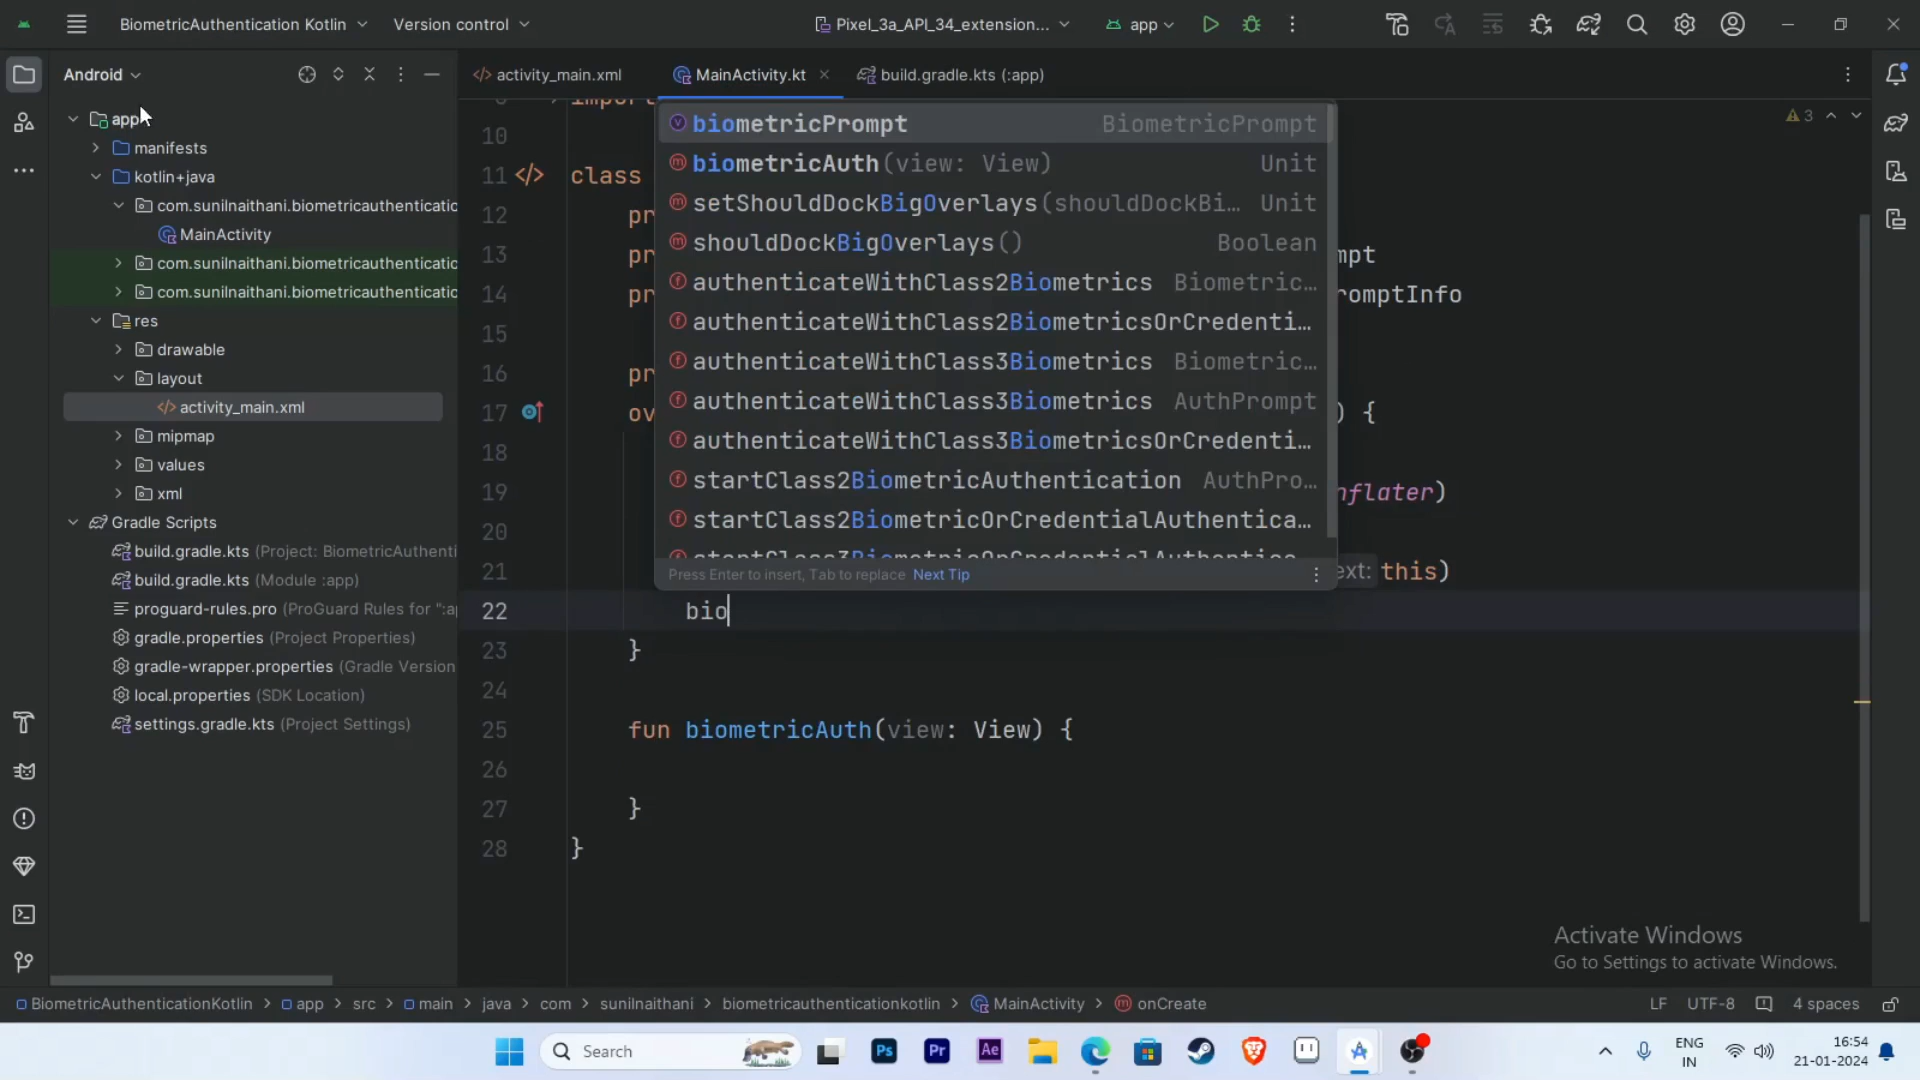 BiometricAuthentication Kotlin
Version control
Pixel_3a_API_34_extension...
app
Android
activity_main.xml
MainActivity.kt
build.gradle.kts (:app)
app
manifests
kotlin+java
com.sunilnaithani.biometricauthenticatio
MainActivity
com.sunilnaithani.biometricauthenticatio
com.sunilnaithani.biometricauthenticatio
res
drawable
layout
activity_main.xml
mipmap
values
xml
Gradle Scripts
build.gradle.kts (Project: BiometricAuthenti
build.gradle.kts (Module :app)
proguard-rules.pro (ProGuard Rules for ":ap
gradle.properties (Project Properties)
gradle-wrapper.properties (Gradle Version
local.properties (SDK Location)
settings.gradle.kts (Project Settings)
3
10
11 class
12 pr
13 pr mpt
14 pr romptInfo
15
16 pr
17 ov ) {
18
19 nflater)
20
21 ext: this)
22 bio
23 }
24
25 fun biometricAuth(view: View) {
26
27 }
28 }
biometricPrompt BiometricPrompt
biometricAuth(view: View) Unit
setShouldDockBigOverlays(shouldDockBi... Unit
shouldDockBigOverlays() Boolean
authenticateWithClass2Biometrics Biometric...
authenticateWithClass2BiometricsOrCredenti...
authenticateWithClass3Biometrics Biometric...
authenticateWithClass3Biometrics AuthPrompt
authenticateWithClass3BiometricsOrCredenti...
startClass2BiometricAuthentication AuthPro...
startClass2BiometricOrCredentialAuthentica...
Press Enter to insert, Tab to replace Next Tip
Activate Windows
Go to Settings to activate Windows.
BiometricAuthenticationKotlin > app > src > main > java > com > sunilnaithani > biometricauthenticationkotlin > MainActivity > onCreate
LF UTF-8 4 spaces
Search
Ps
Pr
Ae
ENG
IN
16:54
21-01-2024